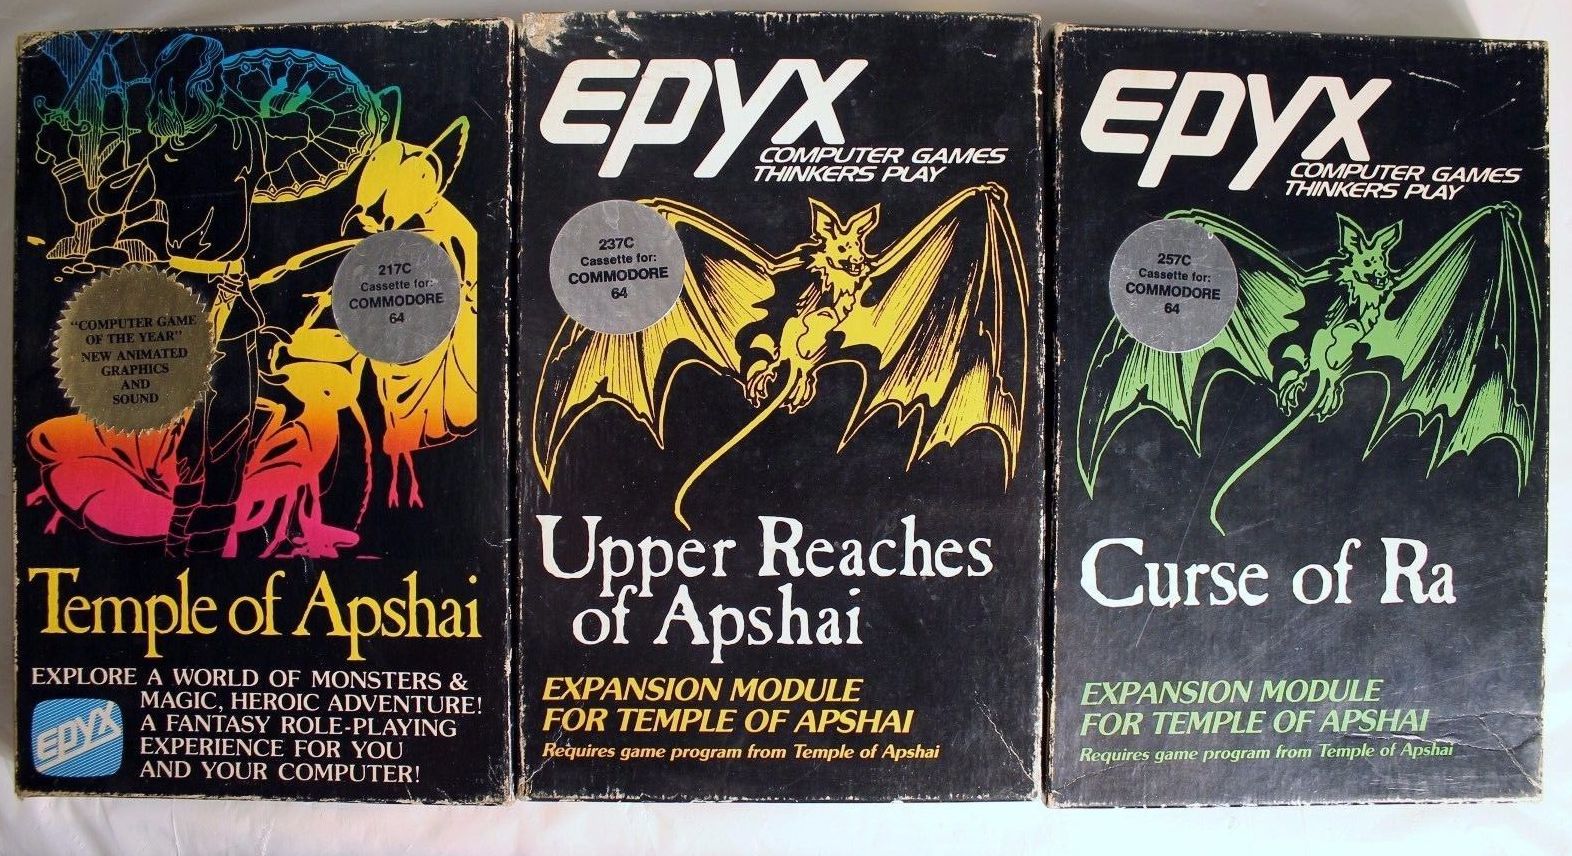 "COMPUTER GAME
OF THE YEAR"
NEW ANIMATED
GRAPHICS
AND
SOUND
217C
Cassette for:
COMMODORE
64
Temple of Apshai
EXPLORE A WORLD OF MONSTERS &
MAGIC, HEROIC ADVENTURE!
A FANTASY ROLE-PLAYING
EXPERIENCE FOR YOU
AND YOUR COMPUTER!
EPYX
EPYX
COMPUTER GAMES
THINKERS PLAY
237C
Cassette for:
COMMODORE
64
Upper Reaches
of Apshai
EXPANSION MODULE
FOR TEMPLE OF APSHAI
Requires game program from Temple of Apshai
EPYX
COMPUTER GAMES
THINKERS PLAY
257C
Cassette for:
COMMODORE
64
Curse of Ra
EXPANSION MODULE
FOR TEMPLE OF APSHAI
Requires game program from Temple of Apshai